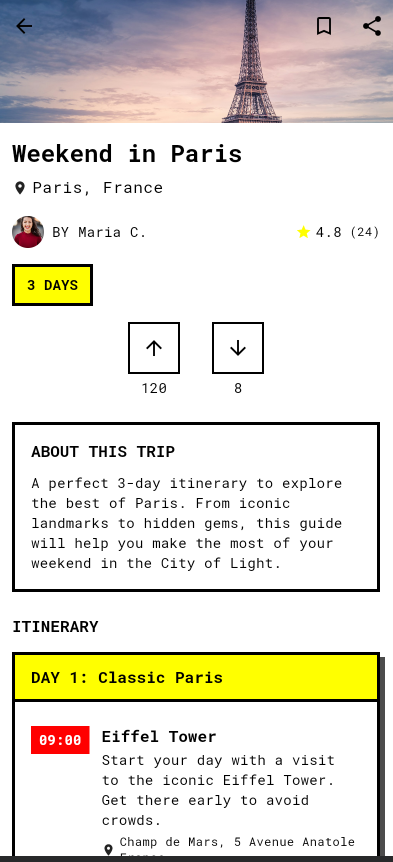 Weekend in Paris
Paris, France
BY Maria C.
4.8 (24)
3 DAYS
120
8
ABOUT THIS TRIP
A perfect 3-day itinerary to explore
the best of Paris. From iconic
landmarks to hidden gems, this guide
will help you make the most of your
weekend in the City of Light.
ITINERARY
DAY 1: Classic Paris
09:00
Eiffel Tower
Start your day with a visit
to the iconic Eiffel Tower.
Get there early to avoid
crowds.
Champ de Mars, 5 Avenue Anatole
France